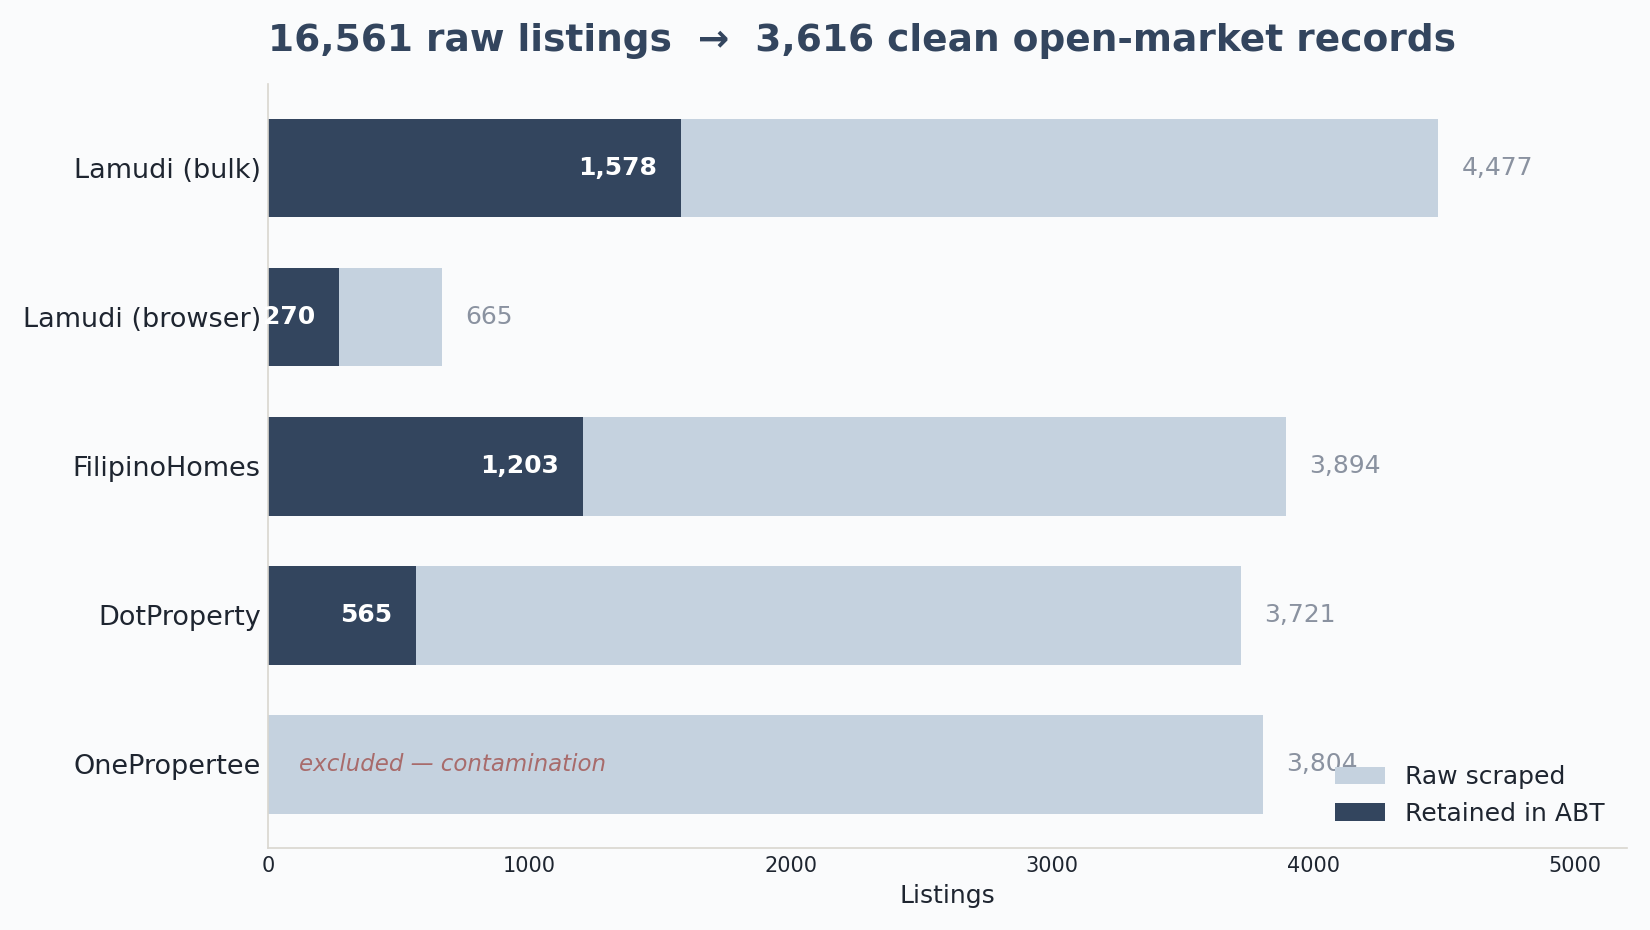 16,561 raw listings → 3,616 clean open-market records
Lamudi (bulk) 1,578 4,477
Lamudi (browser) 270 665
FilipinoHomes 1,203 3,894
DotProperty 565 3,721
OnePropertee excluded — contamination 3,804
Raw scraped
Retained in ABT
0 1000 2000 3000 4000 5000
Listings